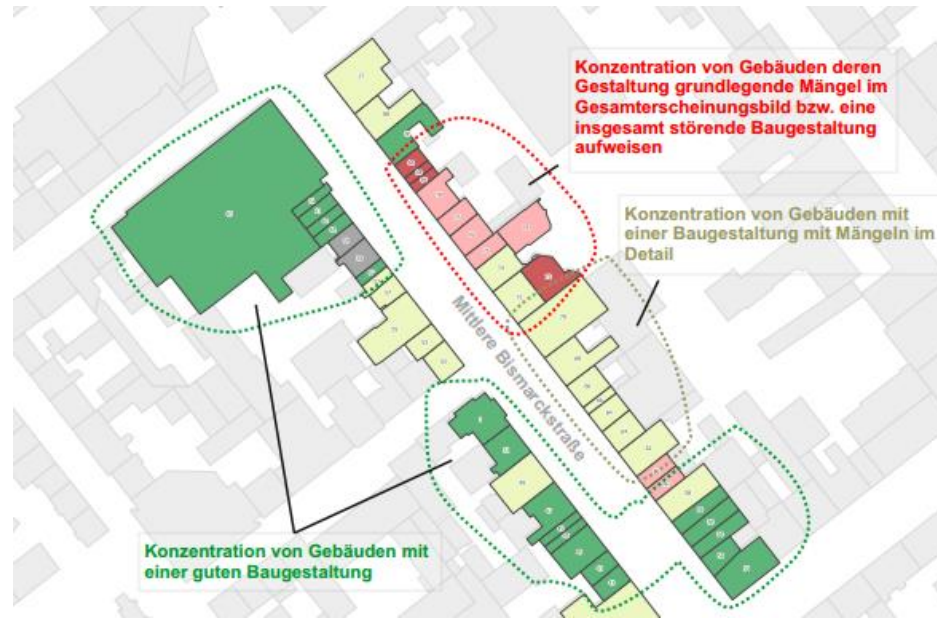 Konzentration von Gebäuden deren
Gestaltung grundlegende Mängel im
Gesamterscheinungsbild bzw. eine
insgesamt störende Baugestaltung
aufweisen
Konzentration von Gebäuden mit
einer Baugestaltung mit Mängeln im
Detail
Mittlere Bismarckstraße
Konzentration von Gebäuden mit
einer guten Baugestaltung